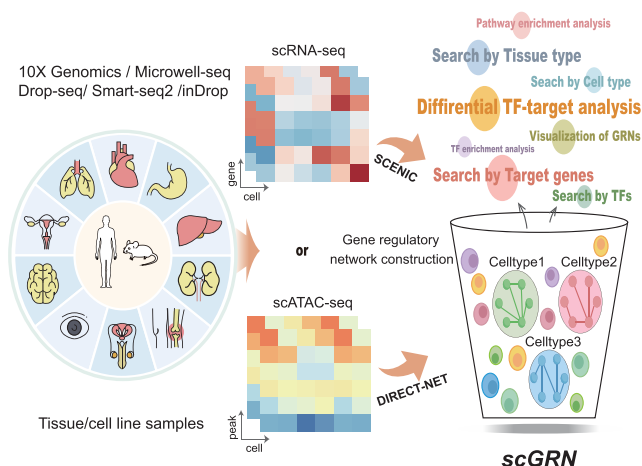 10X Genomics / Microwell-seq
Drop-seq/ Smart-seq2 /inDrop
Tissue/cell line samples
scRNA-seq
gene
cell
SCENIC
or
Gene regulatory
network construction
scATAC-seq
peak
cell
DIRECT-NET
Pathway enrichment analysis
Search by Tissue type
Seach by Cell type
Diffirential TF-target analysis
Visualization of GRNs
TF enrichment analysis
Search by Target genes
Search by TFs
Celltype1
Celltype2
Celltype3
scGRN